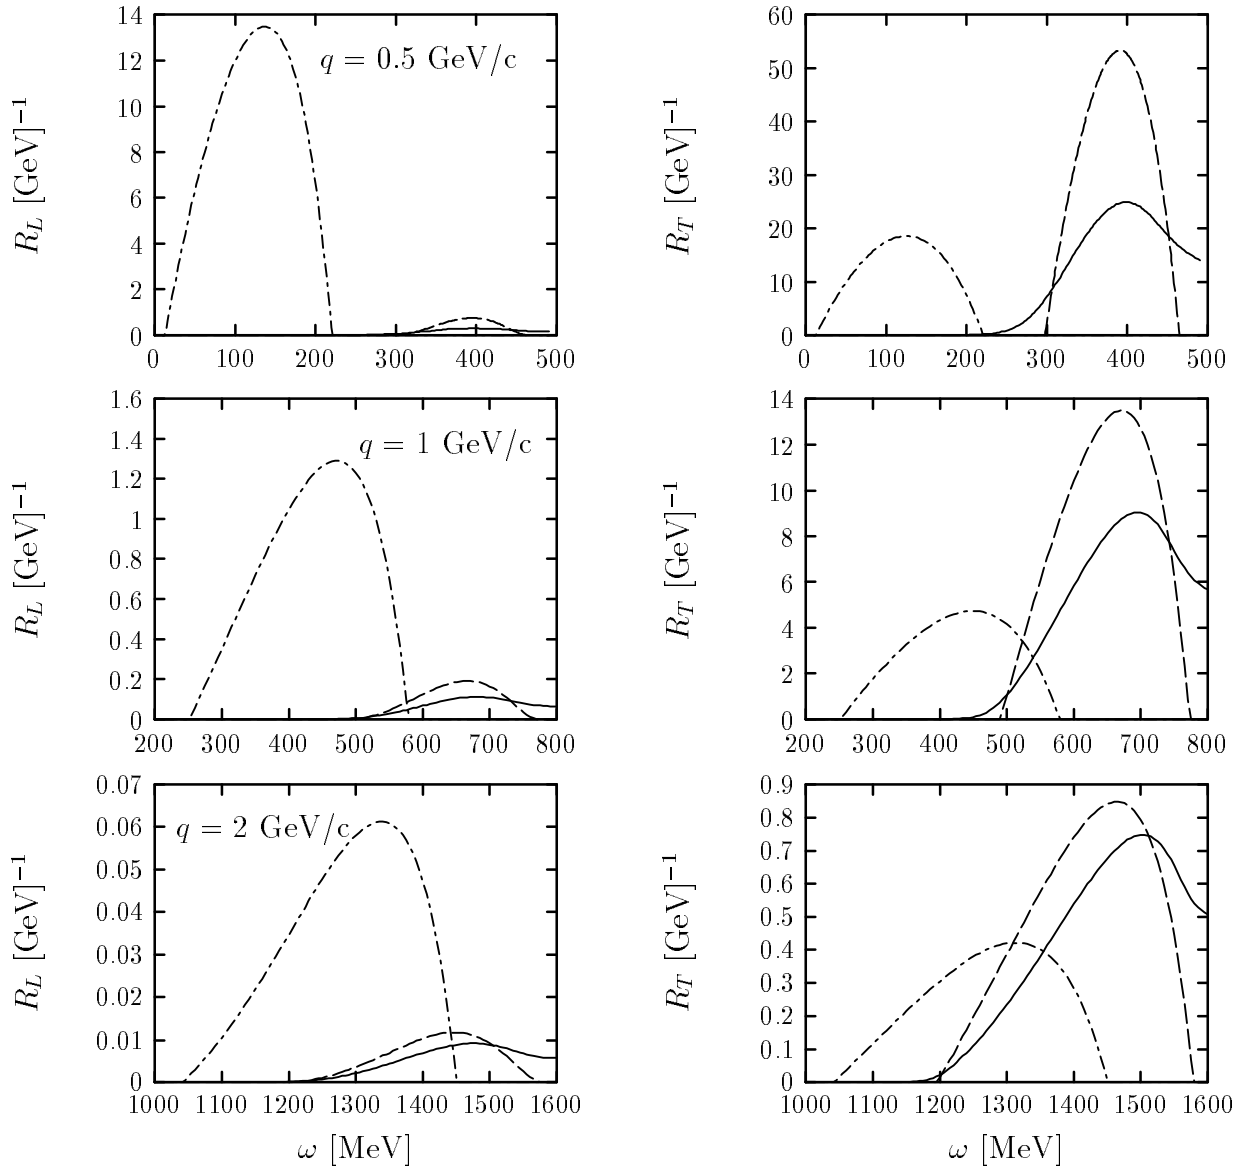 14
12
10
8
6
4
2
0
R_L [GeV]⁻¹
q = 0.5 GeV/c
0 100 200 300 400 500
60
50
40
30
20
10
0
R_T [GeV]⁻¹
0 100 200 300 400 500
1.6
1.4
1.2
1
0.8
0.6
0.4
0.2
0
R_L [GeV]⁻¹
q = 1 GeV/c
200 300 400 500 600 700 800
14
12
10
8
6
4
2
0
R_T [GeV]⁻¹
200 300 400 500 600 700 800
0.07
0.06
0.05
0.04
0.03
0.02
0.01
0
R_L [GeV]⁻¹
q = 2 GeV/c
1000 1100 1200 1300 1400 1500 1600
ω [MeV]
0.9
0.8
0.7
0.6
0.5
0.4
0.3
0.2
0.1
0
R_T [GeV]⁻¹
1000 1100 1200 1300 1400 1500 1600
ω [MeV]